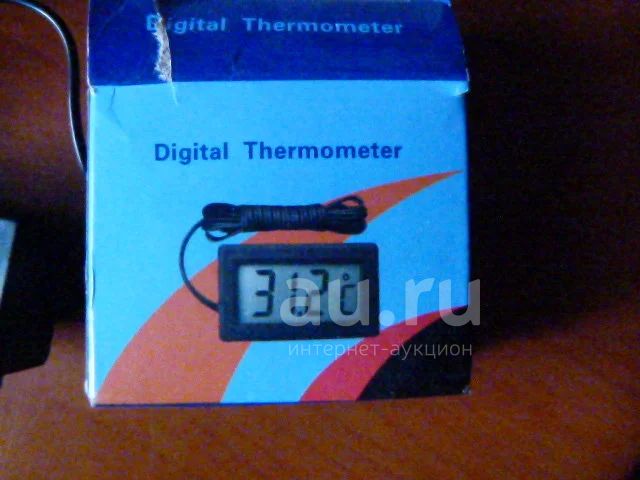 Digital Thermometer
Digital Thermometer
31.2°C
au.ru
интернет-аукцион